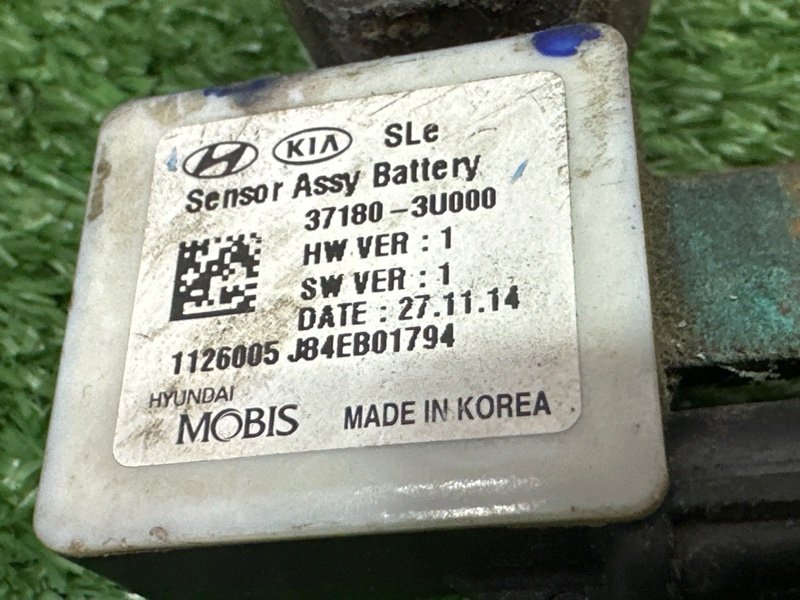 KIA SLe
Sensor Assy Battery
37180-3U000
HW VER : 1
SW VER : 1
DATE : 27.11.14
1126005 J84EB01794
HYUNDAI
MOBIS MADE IN KOREA